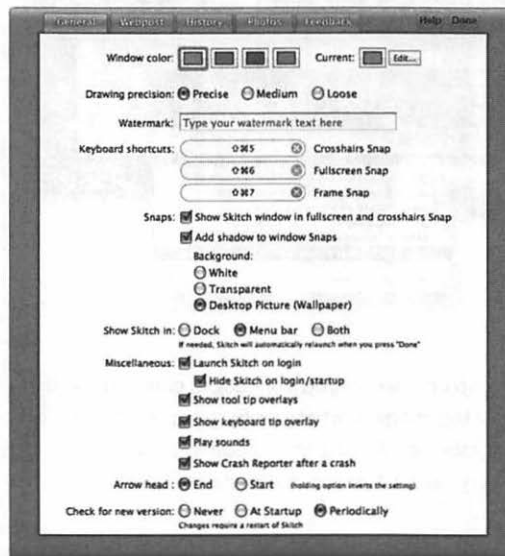 General Webpost History Photos Feedback Help Done
Window color: Current: Edit...
Drawing precision: Precise Medium Loose
Watermark: Type your watermark text here
Keyboard shortcuts: ⇧⌘5 Crosshairs Snap
⇧⌘6 Fullscreen Snap
⇧⌘7 Frame Snap
Snaps: Show Skitch window in fullscreen and crosshairs Snap
Add shadow to window Snaps
Background:
White
Transparent
Desktop Picture (Wallpaper)
Show Skitch in: Dock Menu bar Both
If needed, Skitch will automatically relaunch when you press "Done"
Miscellaneous: Launch Skitch on login
Hide Skitch on login/startup
Show tool tip overlays
Show keyboard tip overlay
Play sounds
Show Crash Reporter after a crash
Arrow head : End Start (holding option inverts the setting)
Check for new version: Never At Startup Periodically
Changes require a restart of Skitch